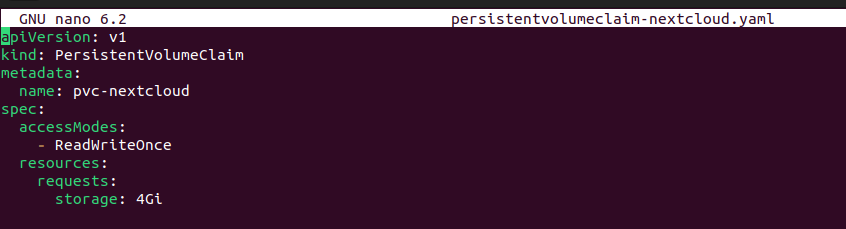 GNU nano 6.2 persistentvolumeclaim-nextcloud.yaml
apiVersion: v1
kind: PersistentVolumeClaim
metadata:
  name: pvc-nextcloud
spec:
  accessModes:
    - ReadWriteOnce
  resources:
    requests:
      storage: 4Gi